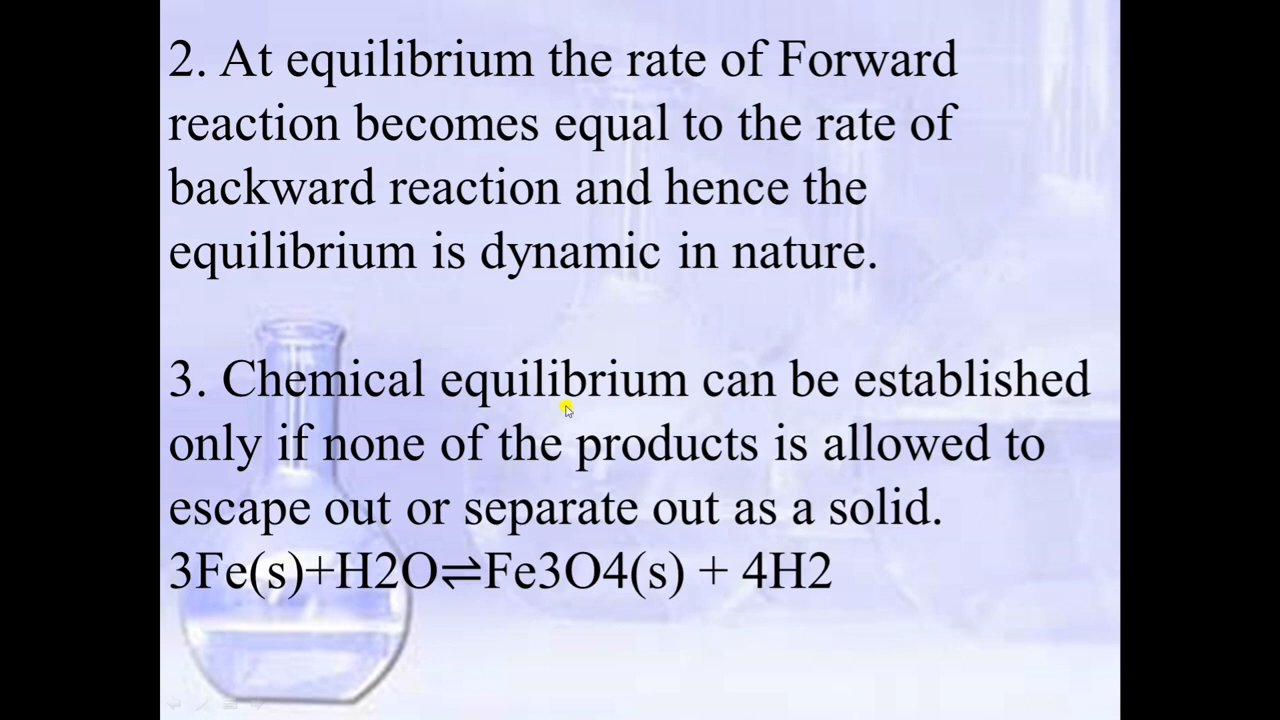 2. At equilibrium the rate of Forward
reaction becomes equal to the rate of
backward reaction and hence the
equilibrium is dynamic in nature.
3. Chemical equilibrium can be established
only if none of the products is allowed to
escape out or separate out as a solid.
3Fe(s)+H2O⇌Fe3O4(s) + 4H2